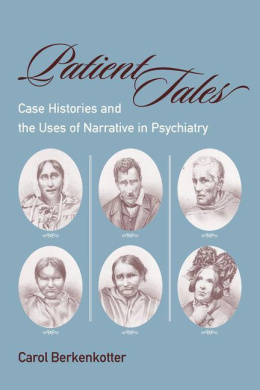 Patient Tales
Case Histories and
the Uses of Narrative in Psychiatry
Carol Berkenkotter